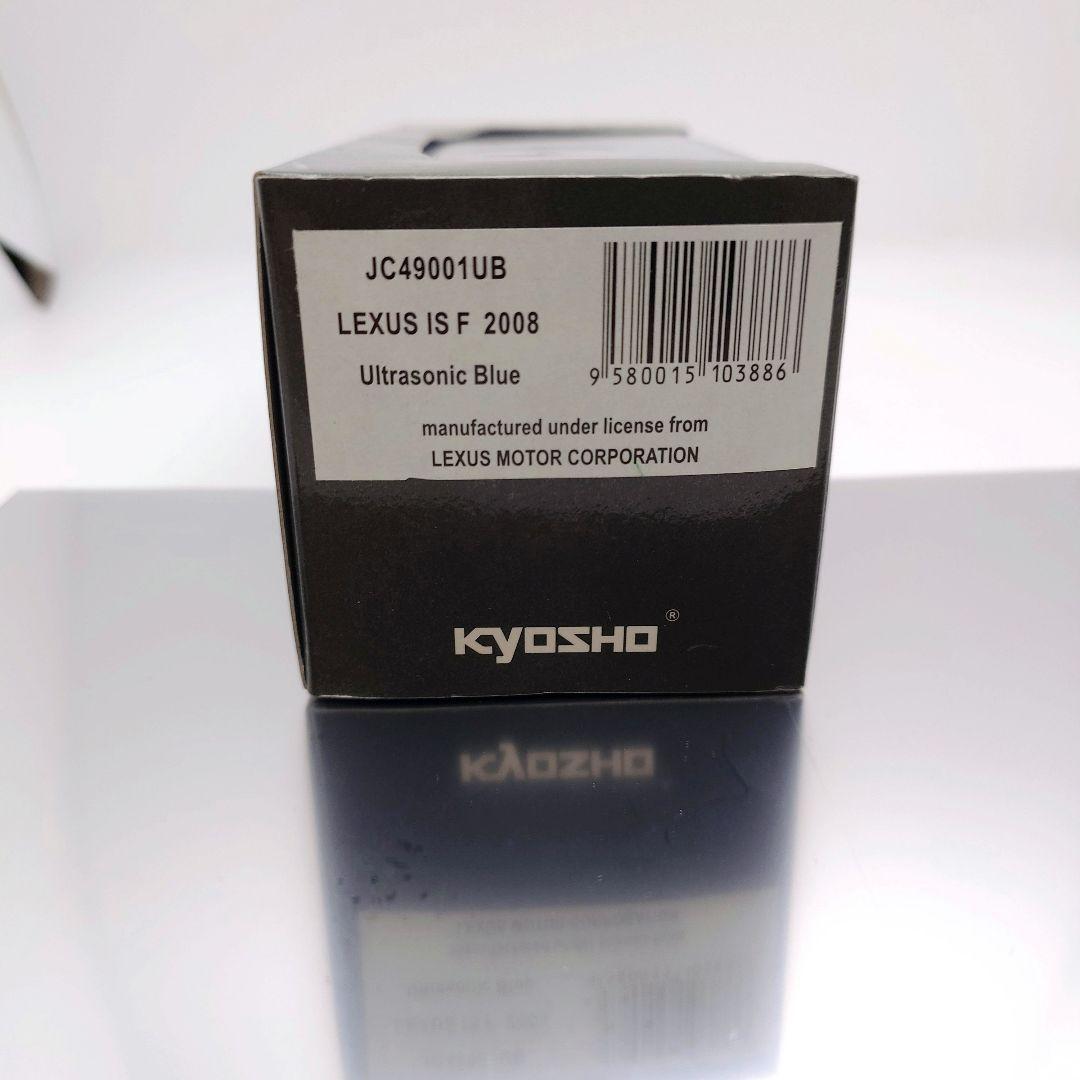 JC49001UB
LEXUS IS F 2008
Ultrasonic Blue
9 580015 103886
manufactured under license from
LEXUS MOTOR CORPORATION
KYOSHO®